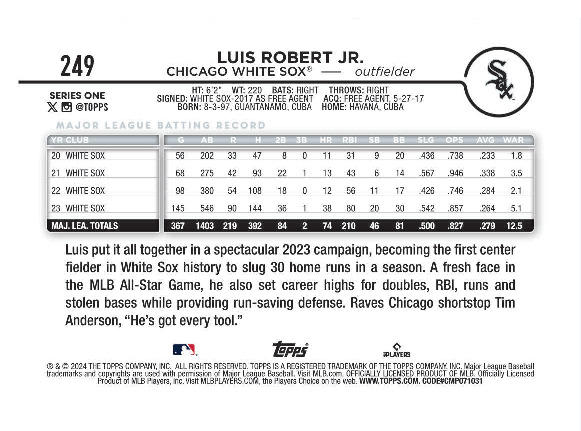 249
LUIS ROBERT JR.
CHICAGO WHITE SOX® — outfielder
SERIES ONE
@TOPPS
HT: 6'2" WT: 220 BATS: RIGHT THROWS: RIGHT
SIGNED: WHITE SOX-2017 AS FREE AGENT ACQ: FREE AGENT, 5-27-17
BORN: 8-3-97, GUANTANAMO, CUBA HOME: HAVANA, CUBA
Sox
MAJOR LEAGUE BATTING RECORD
YR CLUB G AB R H 2B 3B HR RBI SB BB SLG OPS AVG WAR
20 WHITE SOX 56 202 33 47 8 0 11 31 9 20 .436 .738 .233 1.8
21 WHITE SOX 68 275 42 93 22 1 13 43 6 14 .567 .946 .338 3.5
22 WHITE SOX 98 380 54 108 18 0 12 56 11 17 .426 .746 .284 2.1
23 WHITE SOX 145 546 90 144 36 1 38 80 20 30 .542 .857 .264 5.1
MAJ. LEA. TOTALS 367 1403 219 392 84 2 74 210 46 81 .500 .827 .279 12.5
Luis put it all together in a spectacular 2023 campaign, becoming the first center
fielder in White Sox history to slug 30 home runs in a season. A fresh face in
the MLB All-Star Game, he also set career highs for doubles, RBI, runs and
stolen bases while providing run-saving defense. Raves Chicago shortstop Tim
Anderson, “He’s got every tool.”
Topps
PLAYERS
® & © 2024 THE TOPPS COMPANY, INC. ALL RIGHTS RESERVED. TOPPS IS A REGISTERED TRADEMARK OF THE TOPPS COMPANY, INC. Major League Baseball
trademarks and copyrights are used with permission of Major League Baseball. Visit MLB.com. OFFICIALLY LICENSED PRODUCT OF MLB. Officially Licensed
Product of MLB Players, Inc. Visit MLBPLAYERS.COM, the Players Choice on the web. WWW.TOPPS.COM. CODE#CMP071031